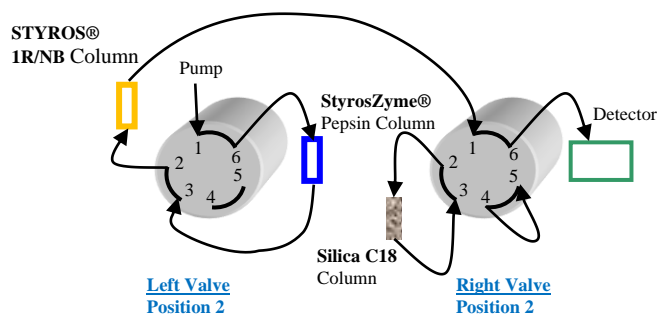 STYROS®
1R/NB Column
Pump
StyrosZyme®
Pepsin Column
Detector
1
6
2
5
3
4
1
6
2
5
3
4
Silica C18
Column
Left Valve
Position 2
Right Valve
Position 2